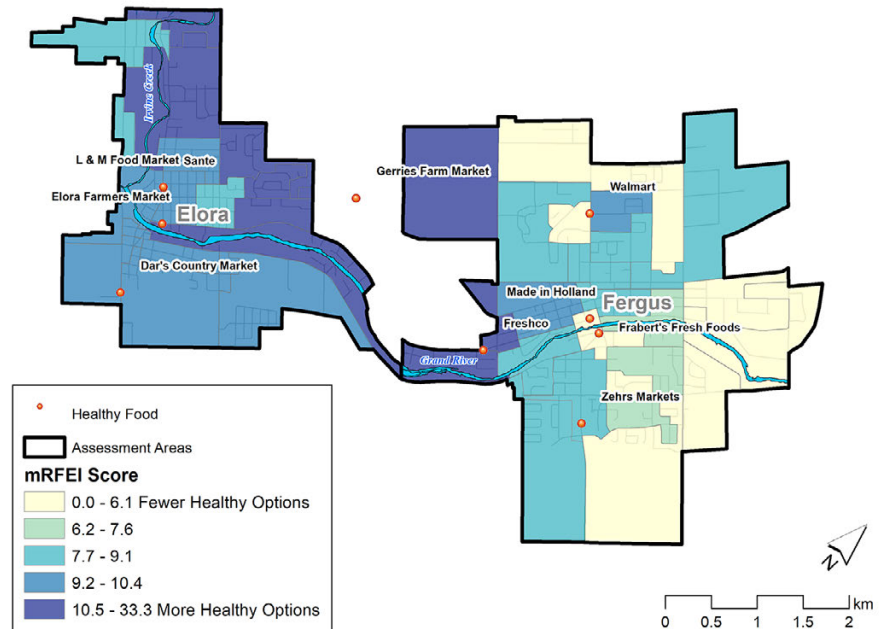 Irvine Creek
L & M Food Market
Sante
Elora Farmers Market
Elora
Dar's Country Market
Gerries Farm Market
Walmart
Made in Holland
Fergus
Freshco
Frabert's Fresh Foods
Grand River
Zehrs Markets
Healthy Food
Assessment Areas
mRFEI Score
0.0 - 6.1 Fewer Healthy Options
6.2 - 7.6
7.7 - 9.1
9.2 - 10.4
10.5 - 33.3 More Healthy Options
N
km
0 0.5 1 1.5 2